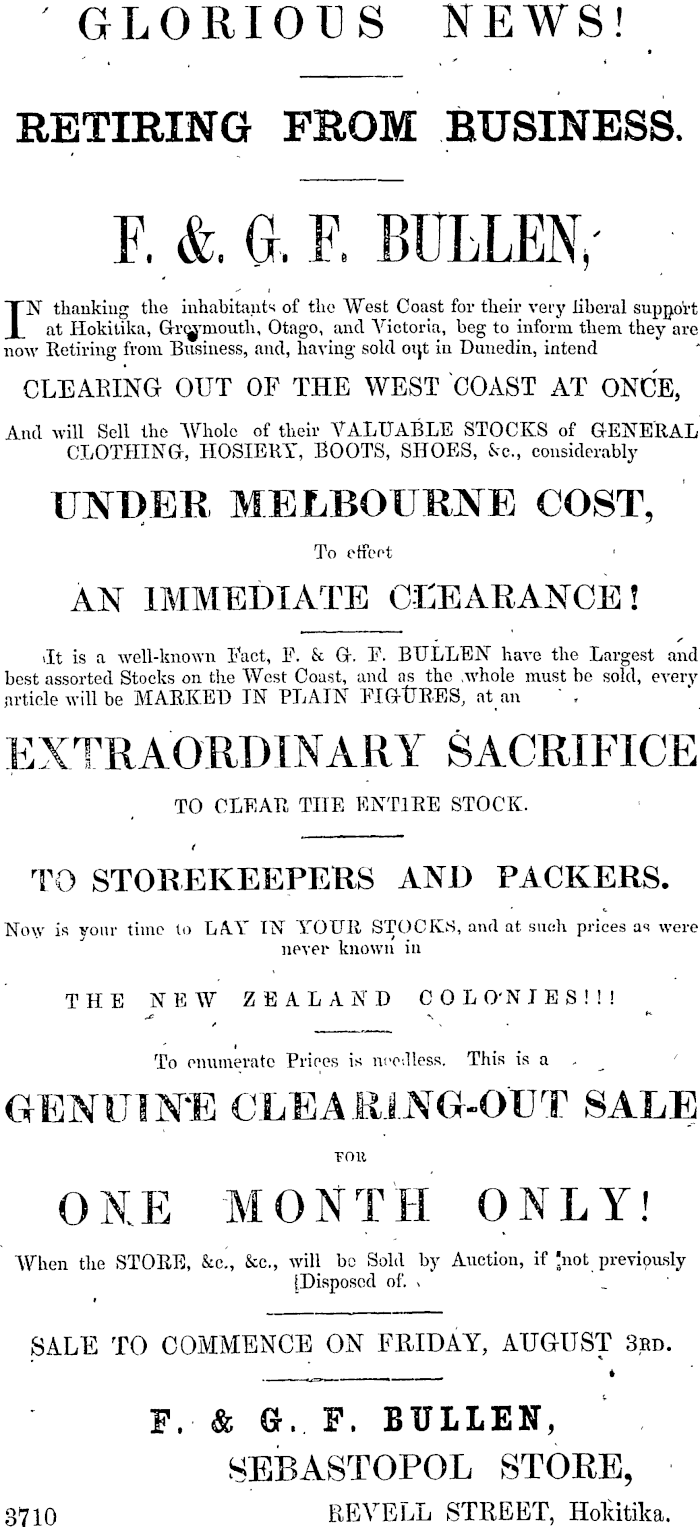 GLORIOUS NEWS!
RETIRING FROM BUSINESS.
F. & G. F. BULLEN,
IN thanking the inhabitants of the West Coast for their very liberal support
at Hokitika, Greymouth, Otago, and Victoria, beg to inform them they are
now Retiring from Business, and, having sold out in Dunedin, intend
CLEARING OUT OF THE WEST COAST AT ONCE,
And will Sell the Whole of their VALUABLE STOCKS of GENERAL
CLOTHING, HOSIERY, BOOTS, SHOES, &c., considerably
UNDER MELBOURNE COST,
To effect
AN IMMEDIATE CLEARANCE!
It is a well-known Fact, F. & G. F. BULLEN have the Largest and
best assorted Stocks on the West Coast, and as the whole must be sold, every
article will be MARKED IN PLAIN FIGURES, at an
EXTRAORDINARY SACRIFICE
TO CLEAR THE ENTIRE STOCK.
TO STOREKEEPERS AND PACKERS.
Now is your time to LAY IN YOUR STOCKS, and at such prices as were
never known in
THE NEW ZEALAND COLONIES!!!
To enumerate Prices is needless. This is a
GENUINE CLEARING-OUT SALE
FOR
ONE MONTH ONLY!
When the STORE, &c., &c., will be Sold by Auction, if not previously
[Disposed of.
SALE TO COMMENCE ON FRIDAY, AUGUST 3RD.
F. & G. F. BULLEN,
SEBASTOPOL STORE,
3710 REVELL STREET, Hokitika.